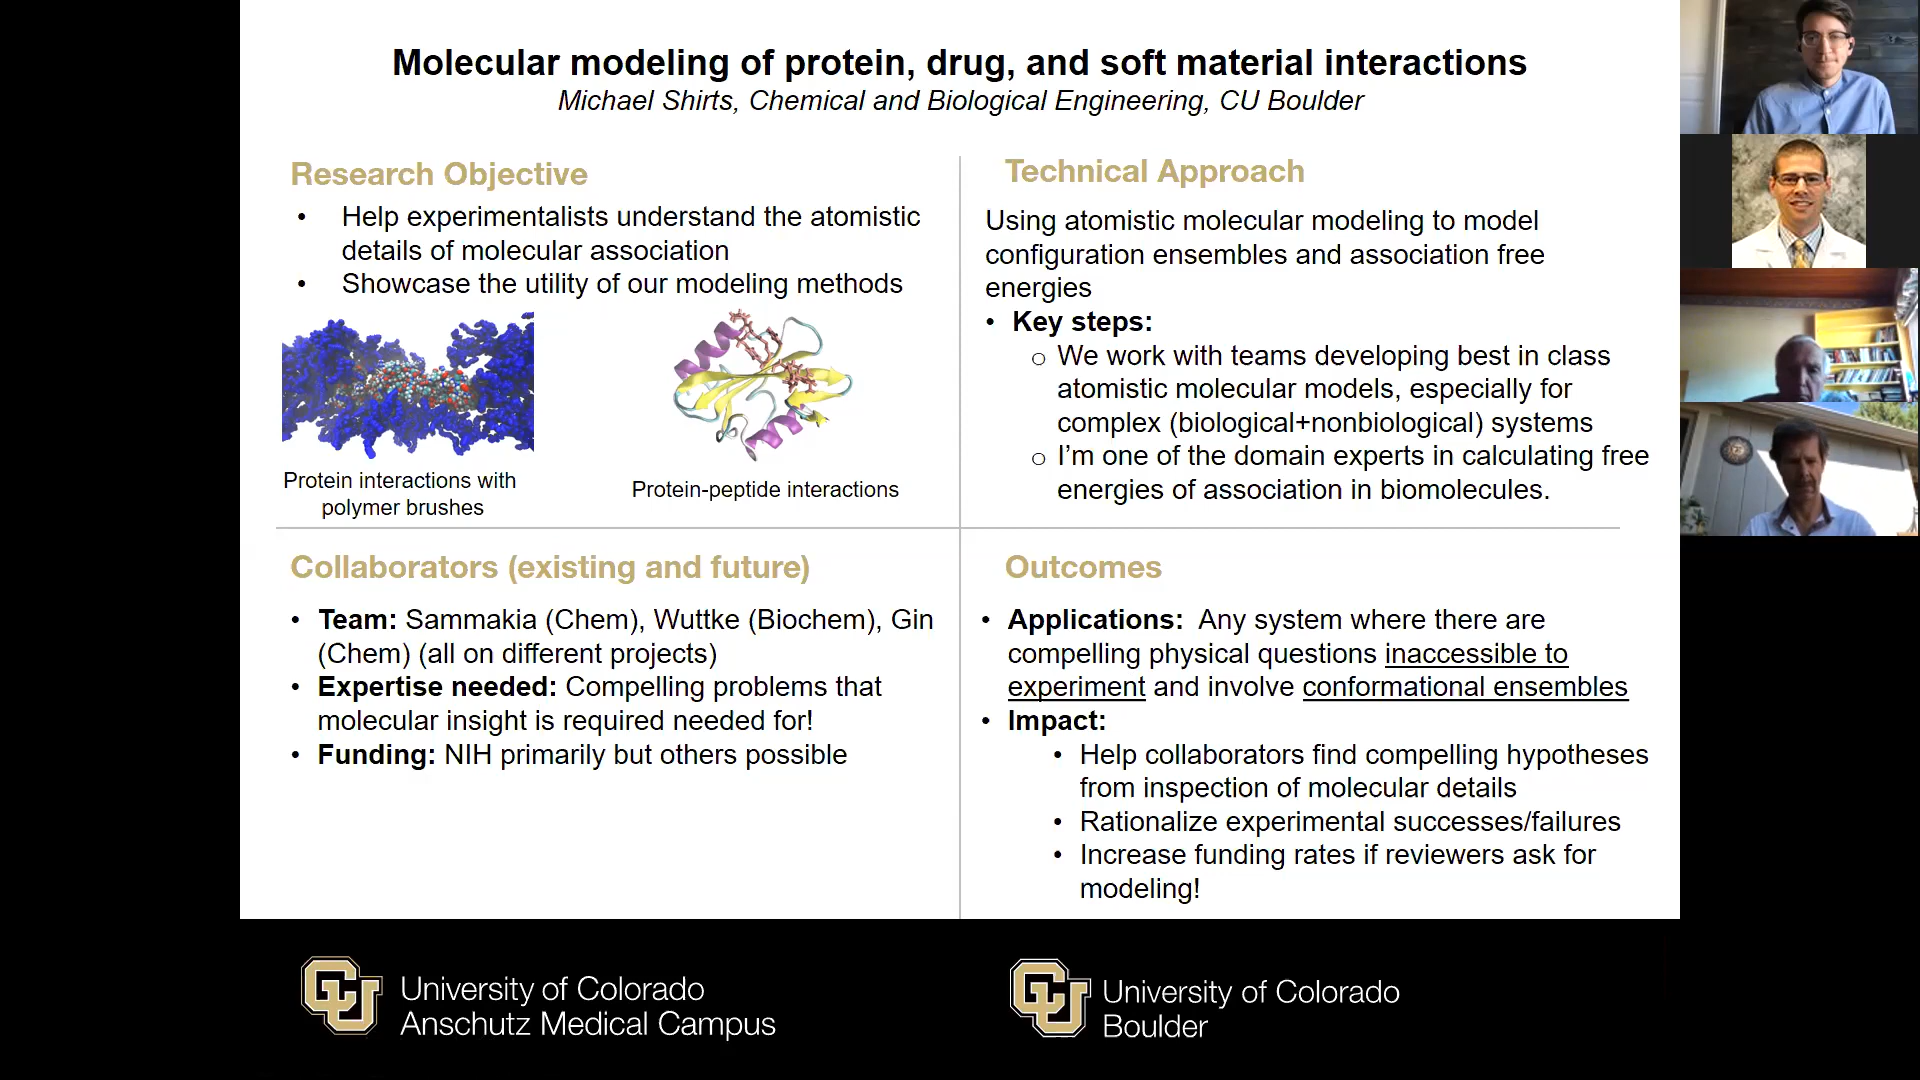 Molecular modeling of protein, drug, and soft material interactions
Michael Shirts, Chemical and Biological Engineering, CU Boulder
Research Objective
• Help experimentalists understand the atomistic
details of molecular association
• Showcase the utility of our modeling methods
Protein interactions with
polymer brushes
Protein-peptide interactions
Technical Approach
Using atomistic molecular modeling to model
configuration ensembles and association free
energies
• Key steps:
o We work with teams developing best in class
atomistic molecular models, especially for
complex (biological+nonbiological) systems
o I'm one of the domain experts in calculating free
energies of association in biomolecules.
Collaborators (existing and future)
• Team: Sammakia (Chem), Wuttke (Biochem), Gin
(Chem) (all on different projects)
• Expertise needed: Compelling problems that
molecular insight is required needed for!
• Funding: NIH primarily but others possible
Outcomes
• Applications: Any system where there are
compelling physical questions inaccessible to
experiment and involve conformational ensembles
• Impact:
• Help collaborators find compelling hypotheses
from inspection of molecular details
• Rationalize experimental successes/failures
• Increase funding rates if reviewers ask for
modeling!
CU University of Colorado
Anschutz Medical Campus
CU University of Colorado
Boulder